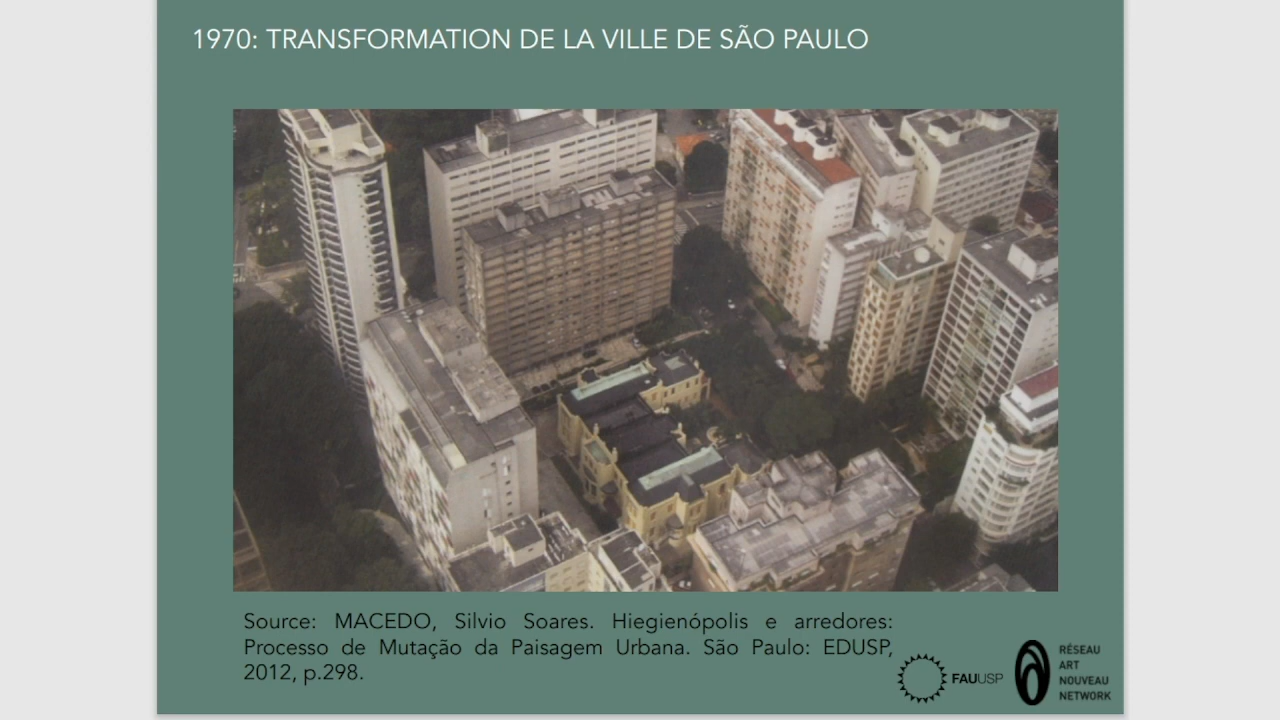 1970: TRANSFORMATION DE LA VILLE DE SÃO PAULO
Source: MACEDO, Silvio Soares. Hiegienópolis e arredores:
Processo de Mutação da Paisagem Urbana. São Paulo: EDUSP,
2012, p.298.
FAUUSP
RÉSEAU
ART
NOUVEAU
NETWORK